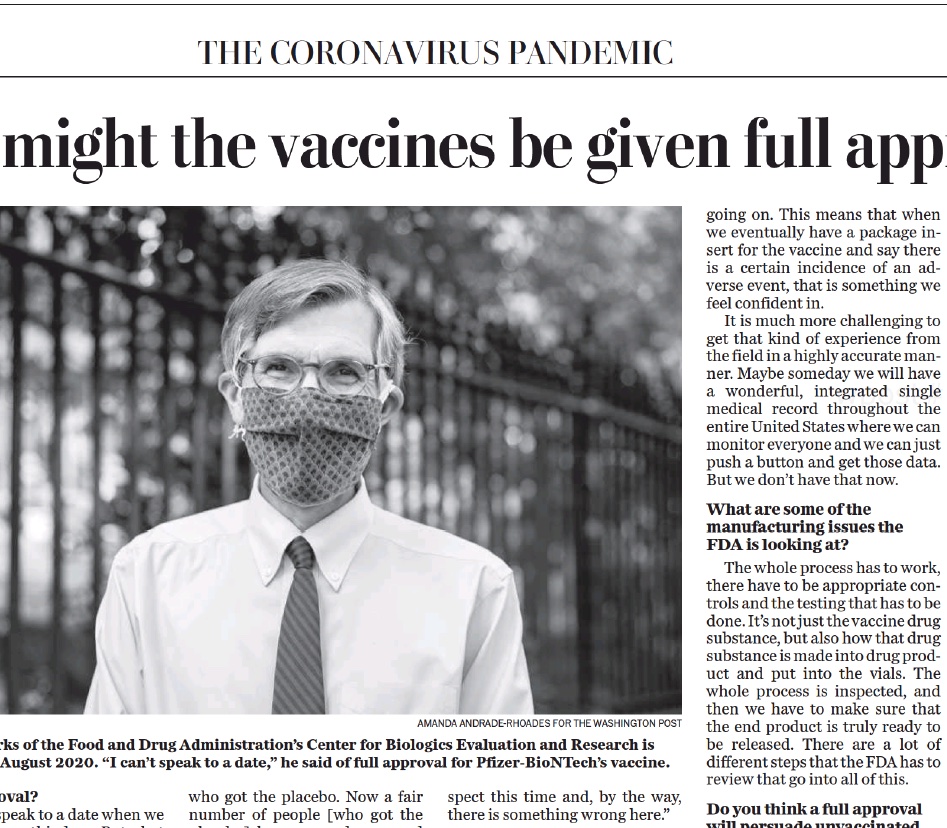 THE CORONAVIRUS PANDEMIC
might the vaccines be given full app
AMANDA ANDRADE-RHOADES FOR THE WASHINGTON POST
rks of the Food and Drug Administration's Center for Biologics Evaluation and Research is
August 2020. “I can't speak to a date,” he said of full approval for Pfizer-BioNTech's vaccine.
oval?
speak to a date when we
who got the placebo. Now a fair
number of people [who got the
spect this time and, by the way,
there is something wrong here.”
going on. This means that when
we eventually have a package in-
sert for the vaccine and say there
is a certain incidence of an ad-
verse event, that is something we
feel confident in.
It is much more challenging to
get that kind of experience from
the field in a highly accurate man-
ner. Maybe someday we will have
a wonderful, integrated single
medical record throughout the
entire United States where we can
monitor everyone and we can just
push a button and get those data.
But we don't have that now.
What are some of the
manufacturing issues the
FDA is looking at?
The whole process has to work,
there have to be appropriate con-
trols and the testing that has to be
done. It's not just the vaccine drug
substance, but also how that drug
substance is made into drug prod-
uct and put into the vials. The
whole process is inspected, and
then we have to make sure that
the end product is truly ready to
be released. There are a lot of
different steps that the FDA has to
review that go into all of this.
Do you think a full approval
will persuade unvaccinated